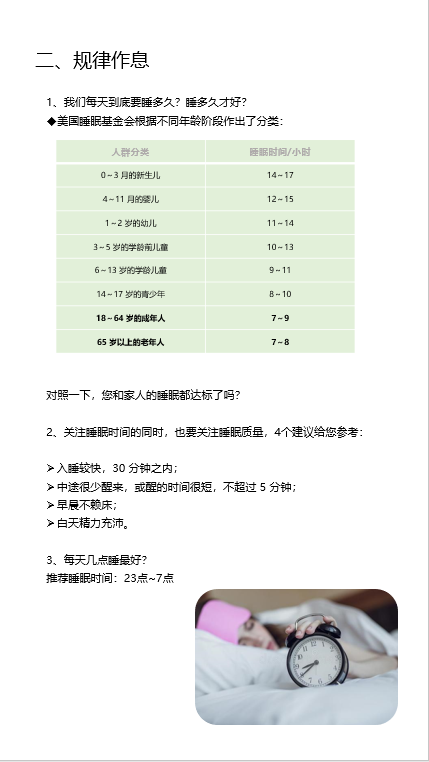 二、规律作息
1、我们每天到底要睡多久？睡多久才好？
◆美国睡眠基金会根据不同年龄阶段作出了分类：
人群分类 睡眠时间/小时
0～3 月的新生儿 14～17
4～11 月的婴儿 12～15
1～2 岁的幼儿 11～14
3～5 岁的学龄前儿童 10～13
6～13 岁的学龄儿童 9～11
14～17 岁的青少年 8～10
18～64 岁的成年人 7～9
65 岁以上的老年人 7～8
对照一下，您和家人的睡眠都达标了吗？
2、关注睡眠时间的同时，也要关注睡眠质量，4个建议给您参考：
➢入睡较快，30 分钟之内；
➢中途很少醒来，或醒的时间很短，不超过 5 分钟；
➢早晨不赖床；
➢白天精力充沛。
3、每天几点睡最好？
推荐睡眠时间：23点~7点